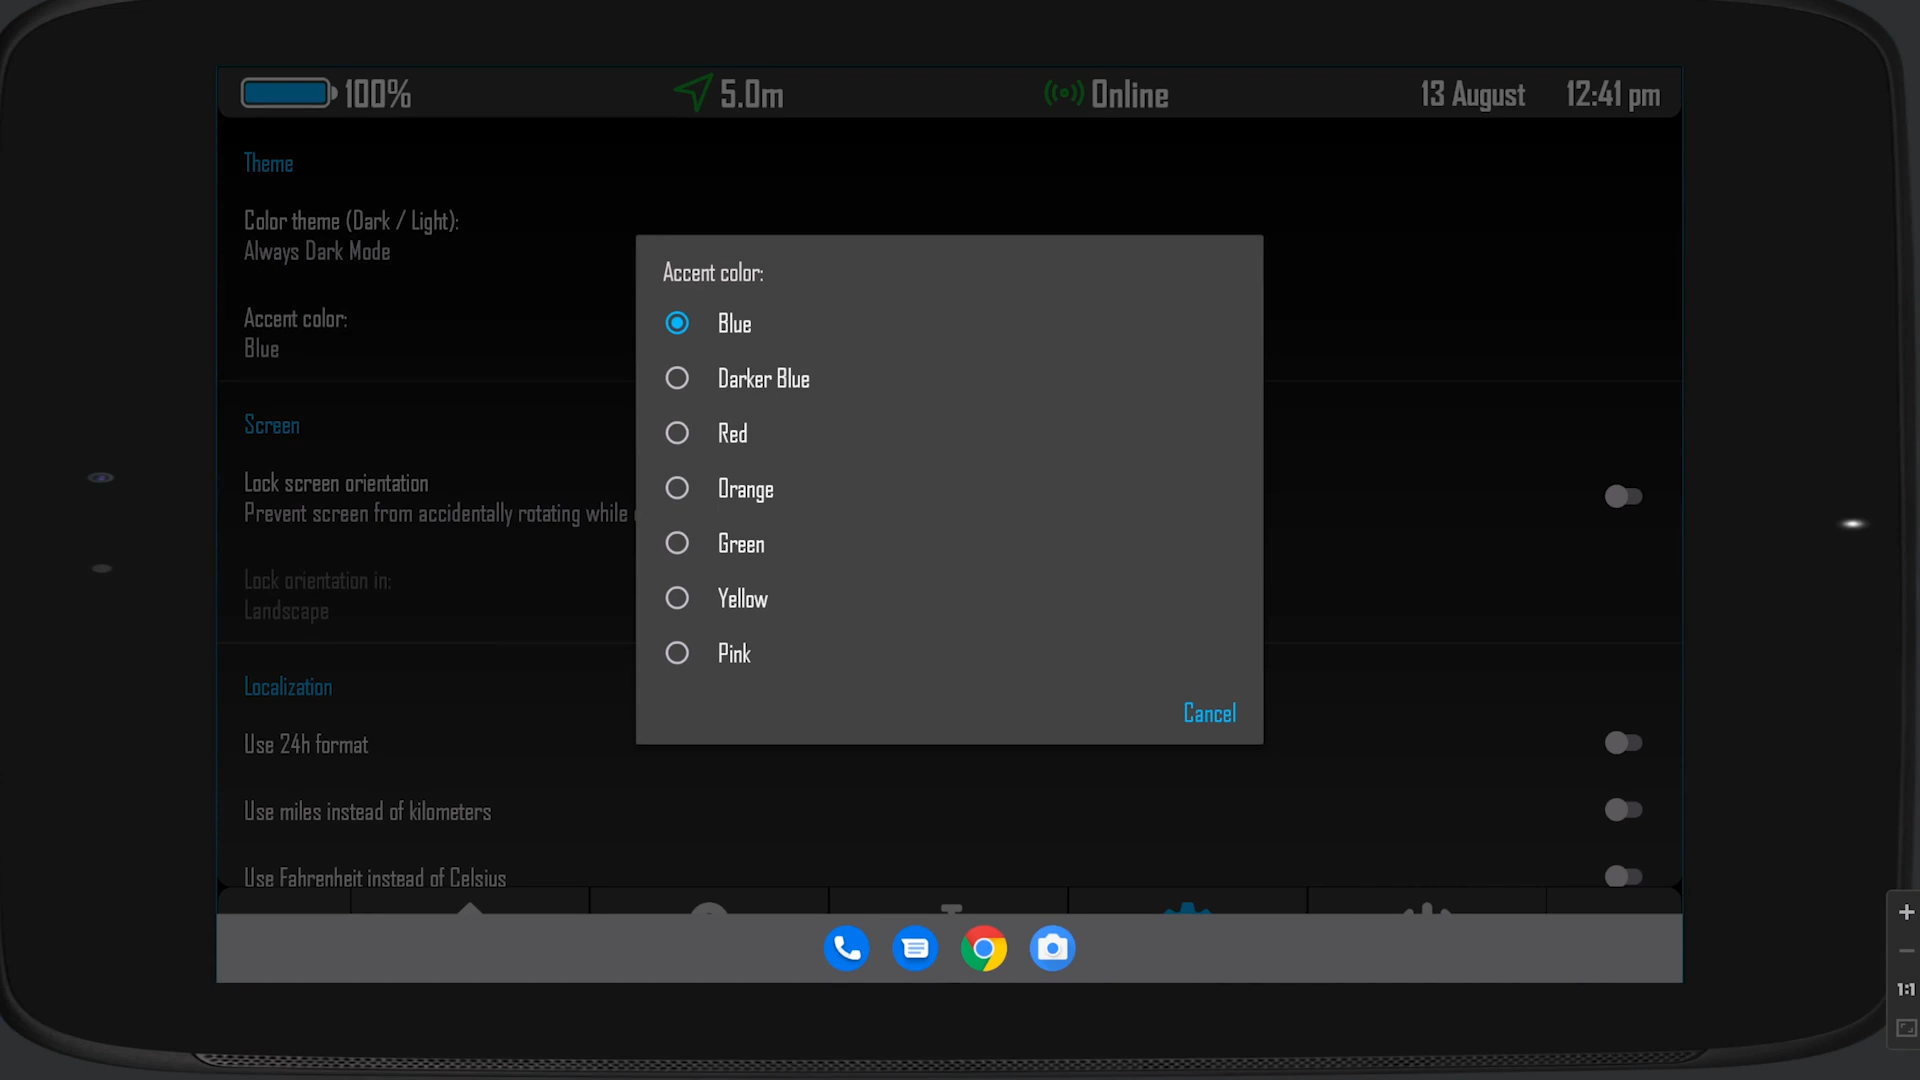 100% 5.0m Online 13 August 12:41 pm
Theme
Color theme (Dark / Light):
Always Dark Mode
Accent color:
Blue
Screen
Lock screen orientation
Prevent screen from accidentally rotating while
Lock orientation in:
Landscape
Localization
Use 24h format
Use miles instead of kilometers
Use Fahrenheit instead of Celsius
Accent color:
Blue
Darker Blue
Red
Orange
Green
Yellow
Pink
Cancel
1:1